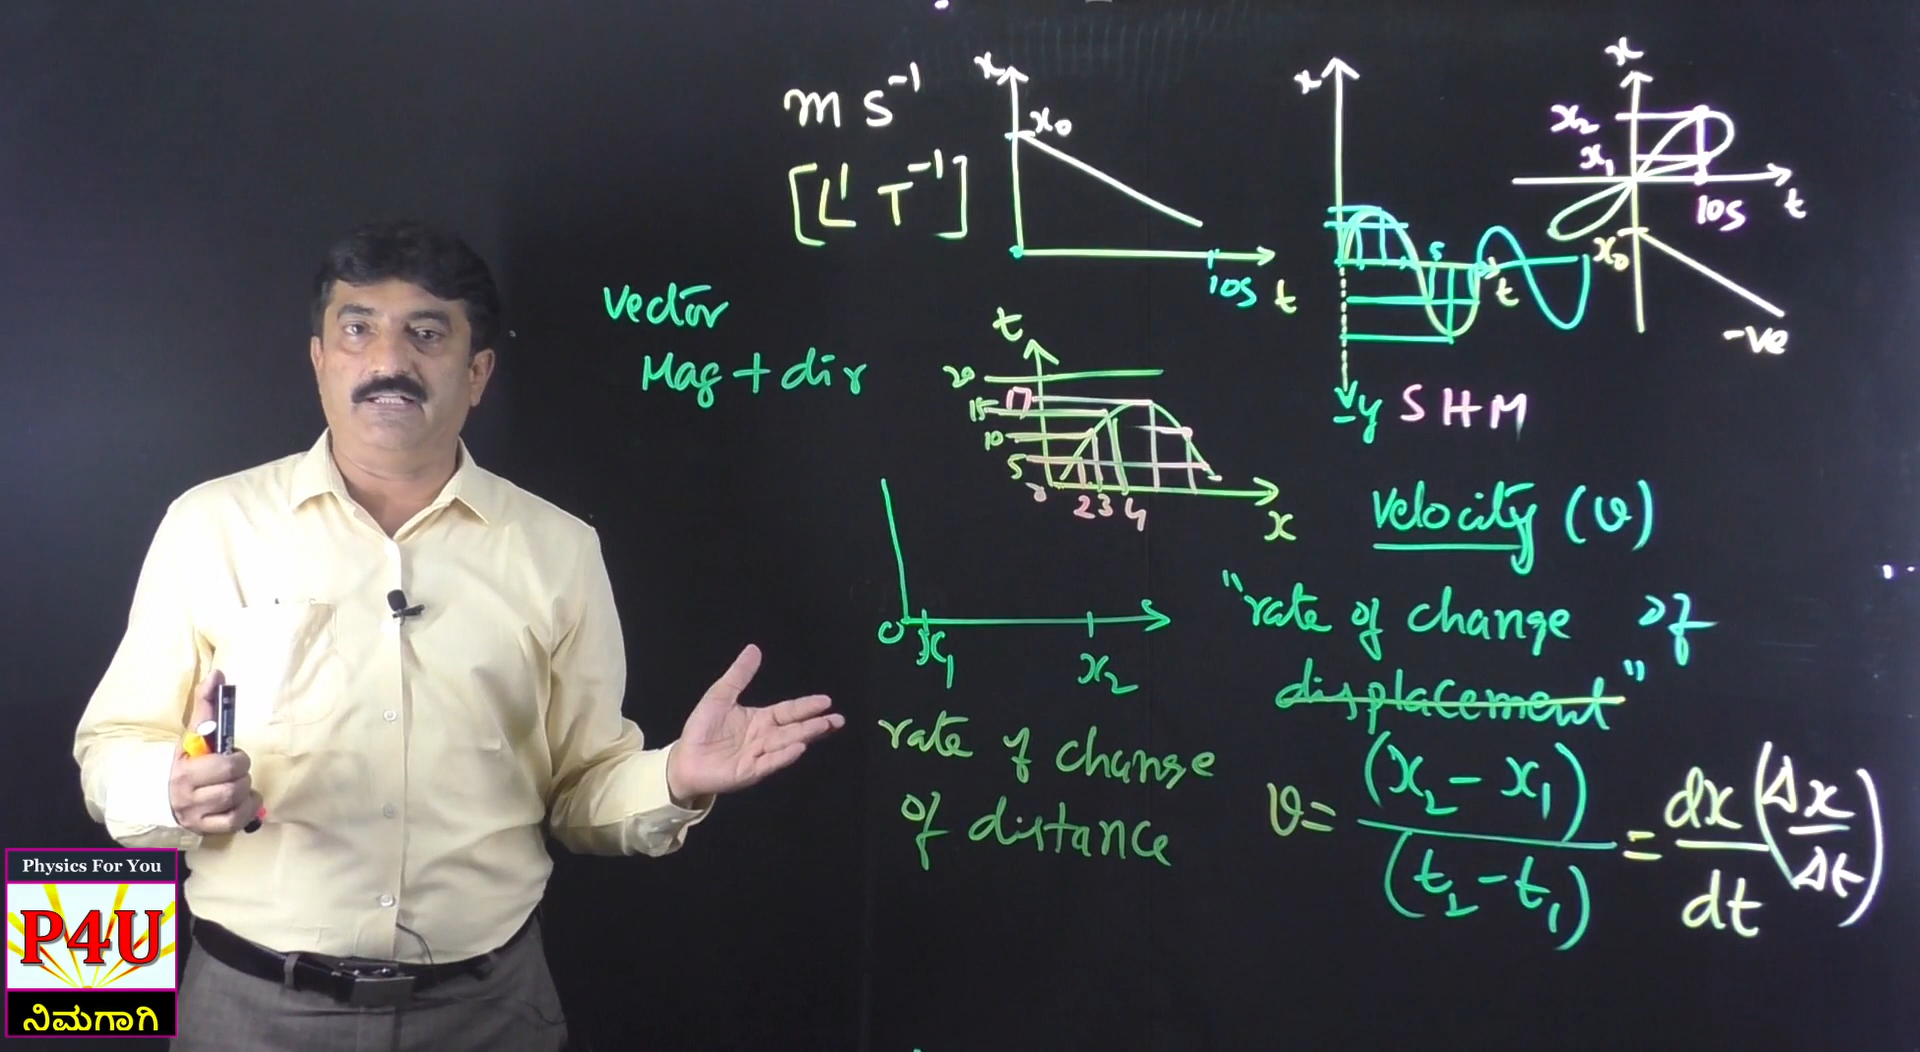 m s⁻¹
[L¹ T⁻¹]
Vector
Mag + dir
x
x₀
10s
t
x
s
t
-y
SHM
x
x₂
x₁
10s
t
x₀
-ve
t
20
17
15
10
5
0
2 3 4
x
0
x₁
x₂
rate of change
of distance
Velocity (v)
"rate of change of
displacement"
v = (x₂ - x₁) / (t₂ - t₁) = dx/dt (Δx/Δt)
Physics For You
P4U
ನಿಮಗಾಗಿ